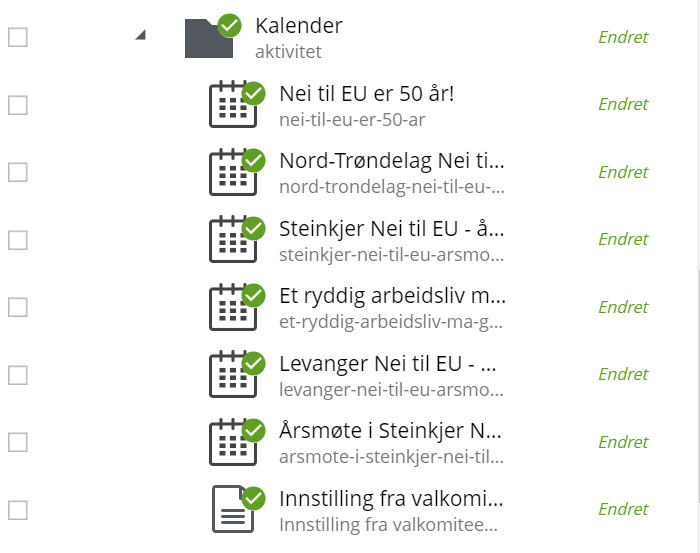 Kalender
aktivitet
Endret
Nei til EU er 50 år!
nei-til-eu-er-50-ar
Endret
Nord-Trøndelag Nei ti...
nord-trondelag-nei-til-eu-...
Endret
Steinkjer Nei til EU - å...
steinkjer-nei-til-eu-arsmo...
Endret
Et ryddig arbeidsliv m...
et-ryddig-arbeidsliv-ma-g...
Endret
Levanger Nei til EU - ...
levanger-nei-til-eu-arsmo...
Endret
Årsmøte i Steinkjer N...
arsmote-i-steinkjer-nei-til...
Endret
Innstilling fra valkomi...
Innstilling fra valkomitee...
Endret